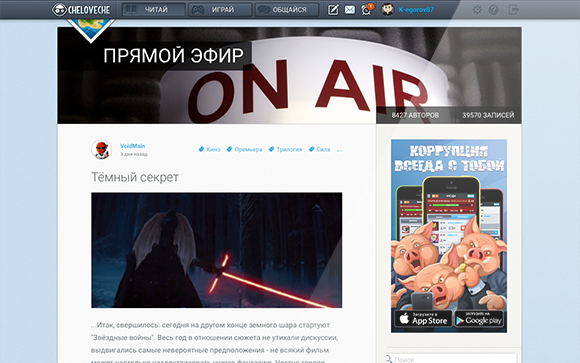 CHELOVECHE
ЧИТАЙ
ИГРАЙ
ОБЩАЙСЯ
1
K-egorov87
ПРЯМОЙ ЭФИР
ON AIR
8427 АВТОРОВ
39570 ЗАПИСЕЙ
VoidMain
3 дня назад
Кино
Премьера
Трилогия
Сила
...
Тёмный секрет
КОРРУПЦИЯ
ВСЕГДА С ТОБОЙ
Загрузите в
App Store
ЗАГРУЗИТЕ НА
Google play
...Итак, свершилось: сегодня на другом конце земного шара стартуют
"Звёздные войны". Весь год в отношении сюжета не утихали дискуссии,
выдвигались самые невероятные предположения - не всякий фильм
Поиск